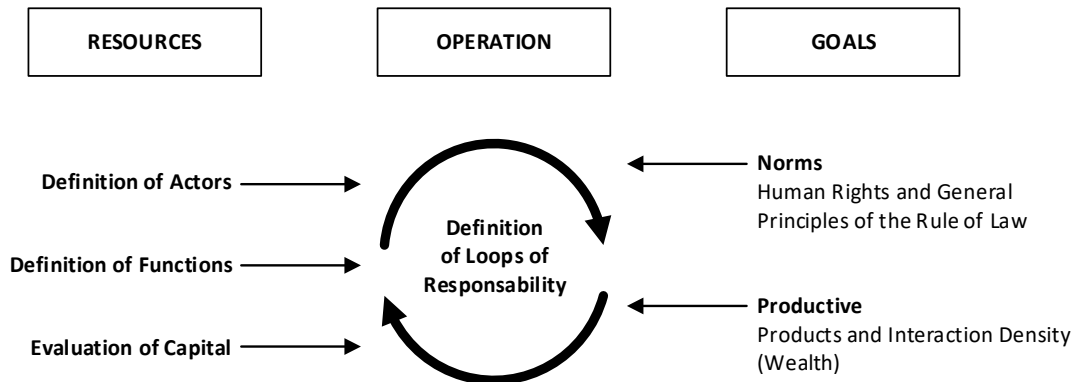 RESOURCES
OPERATION
GOALS
Definition of Actors
Definition of Functions
Evaluation of Capital
Definition
of Loops of
Responsability
Norms
Human Rights and General
Principles of the Rule of Law
Productive
Products and Interaction Density
(Wealth)